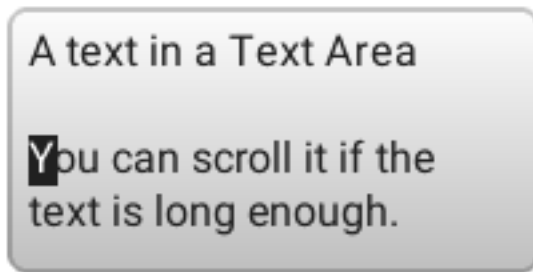 A text in a Text Area
You can scroll it if the
text is long enough.